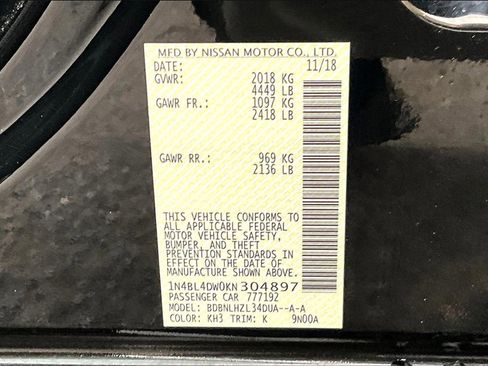 MFD BY NISSAN MOTOR CO., LTD.
DATE: 11/18
GVWR: 2018 KG
4449 LB
GAWR FR.: 1097 KG
2418 LB
GAWR RR.: 969 KG
2136 LB
THIS VEHICLE CONFORMS TO
ALL APPLICABLE FEDERAL
MOTOR VEHICLE SAFETY,
BUMPER, AND THEFT
PREVENTION STANDARDS IN
EFFECT ON THE DATE OF
MANUFACTURE SHOWN ABOVE.
1N4BL4DW0KN304897
PASSENGER CAR 777192
MODEL: BDBNLHZL34DUA--A-A
COLOR: KH3 TRIM: K 9N00A